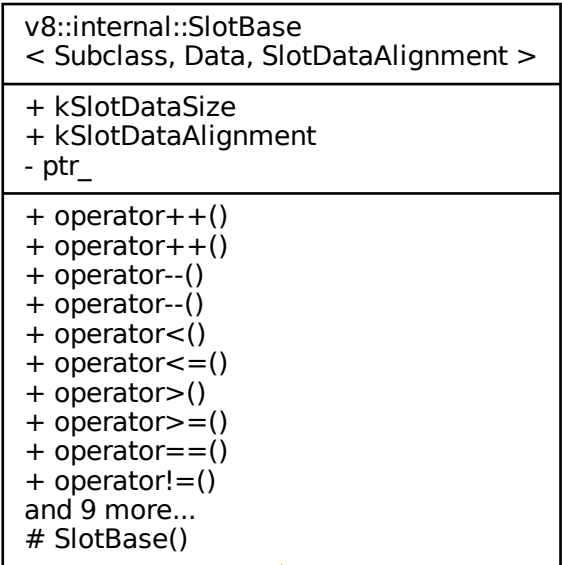 v8::internal::SlotBase
< Subclass, Data, SlotDataAlignment >
+ kSlotDataSize
+ kSlotDataAlignment
- ptr_
+ operator++()
+ operator++()
+ operator--()
+ operator--()
+ operator<()
+ operator<=()
+ operator>()
+ operator>=()
+ operator==()
+ operator!=()
and 9 more...
# SlotBase()